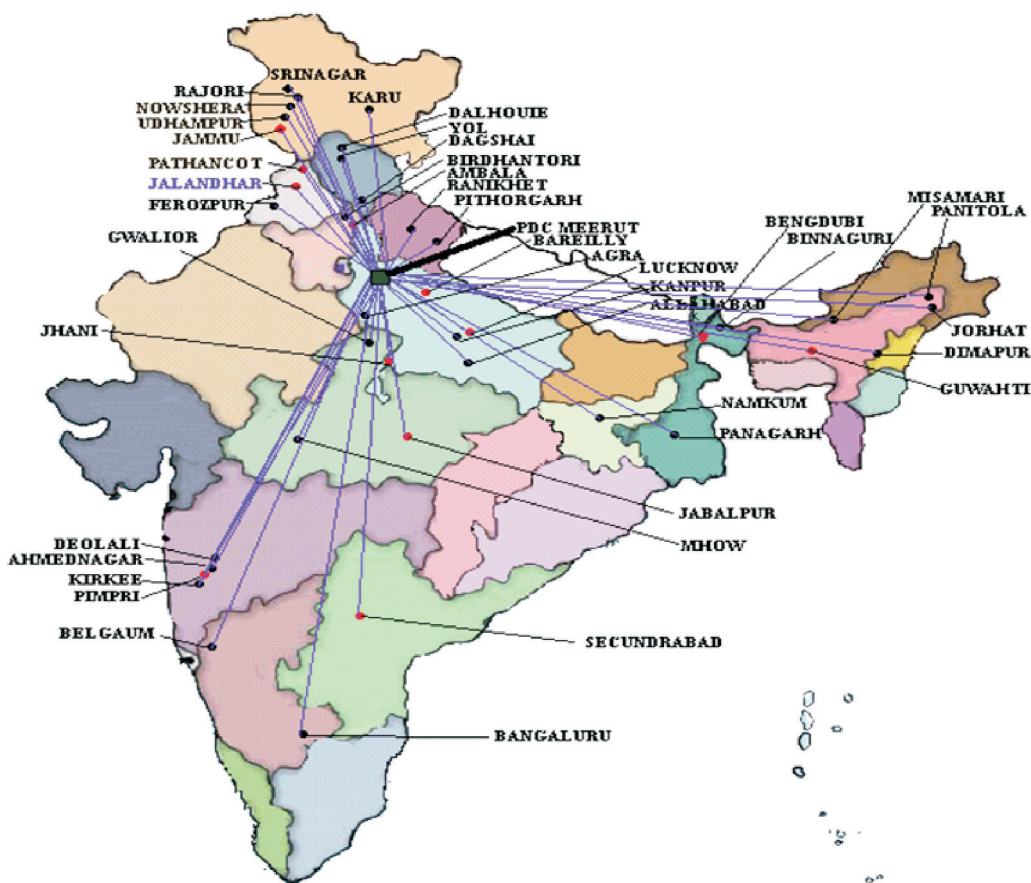 SRINAGAR
RAJORI
KARU
NOWSHERA
UDHAMPUR
JAMMU
DALHOUIE
YOL
DAGSHAI
PATHANCOT
BIRDHANTORI
AMBALA
JALANDHAR
RANIKHET
FEROZPUR
PITHORGARH
MISAMARI
PANITOLA
BENGDUBI
PDC MEERUT
GWALIOR
BINNAGURI
BAREILLY
AGRA
LUCKNOW
KANPUR
ALLAHABAD
JHANI
JORHAT
DIMAPUR
GUWAHTI
NAMKUM
PANAGARH
JABALPUR
MHOW
DEOLALI
AHMEDNAGAR
KIRKEE
PIMPRI
BELGAUM
SECUNDRABAD
BANGALURU